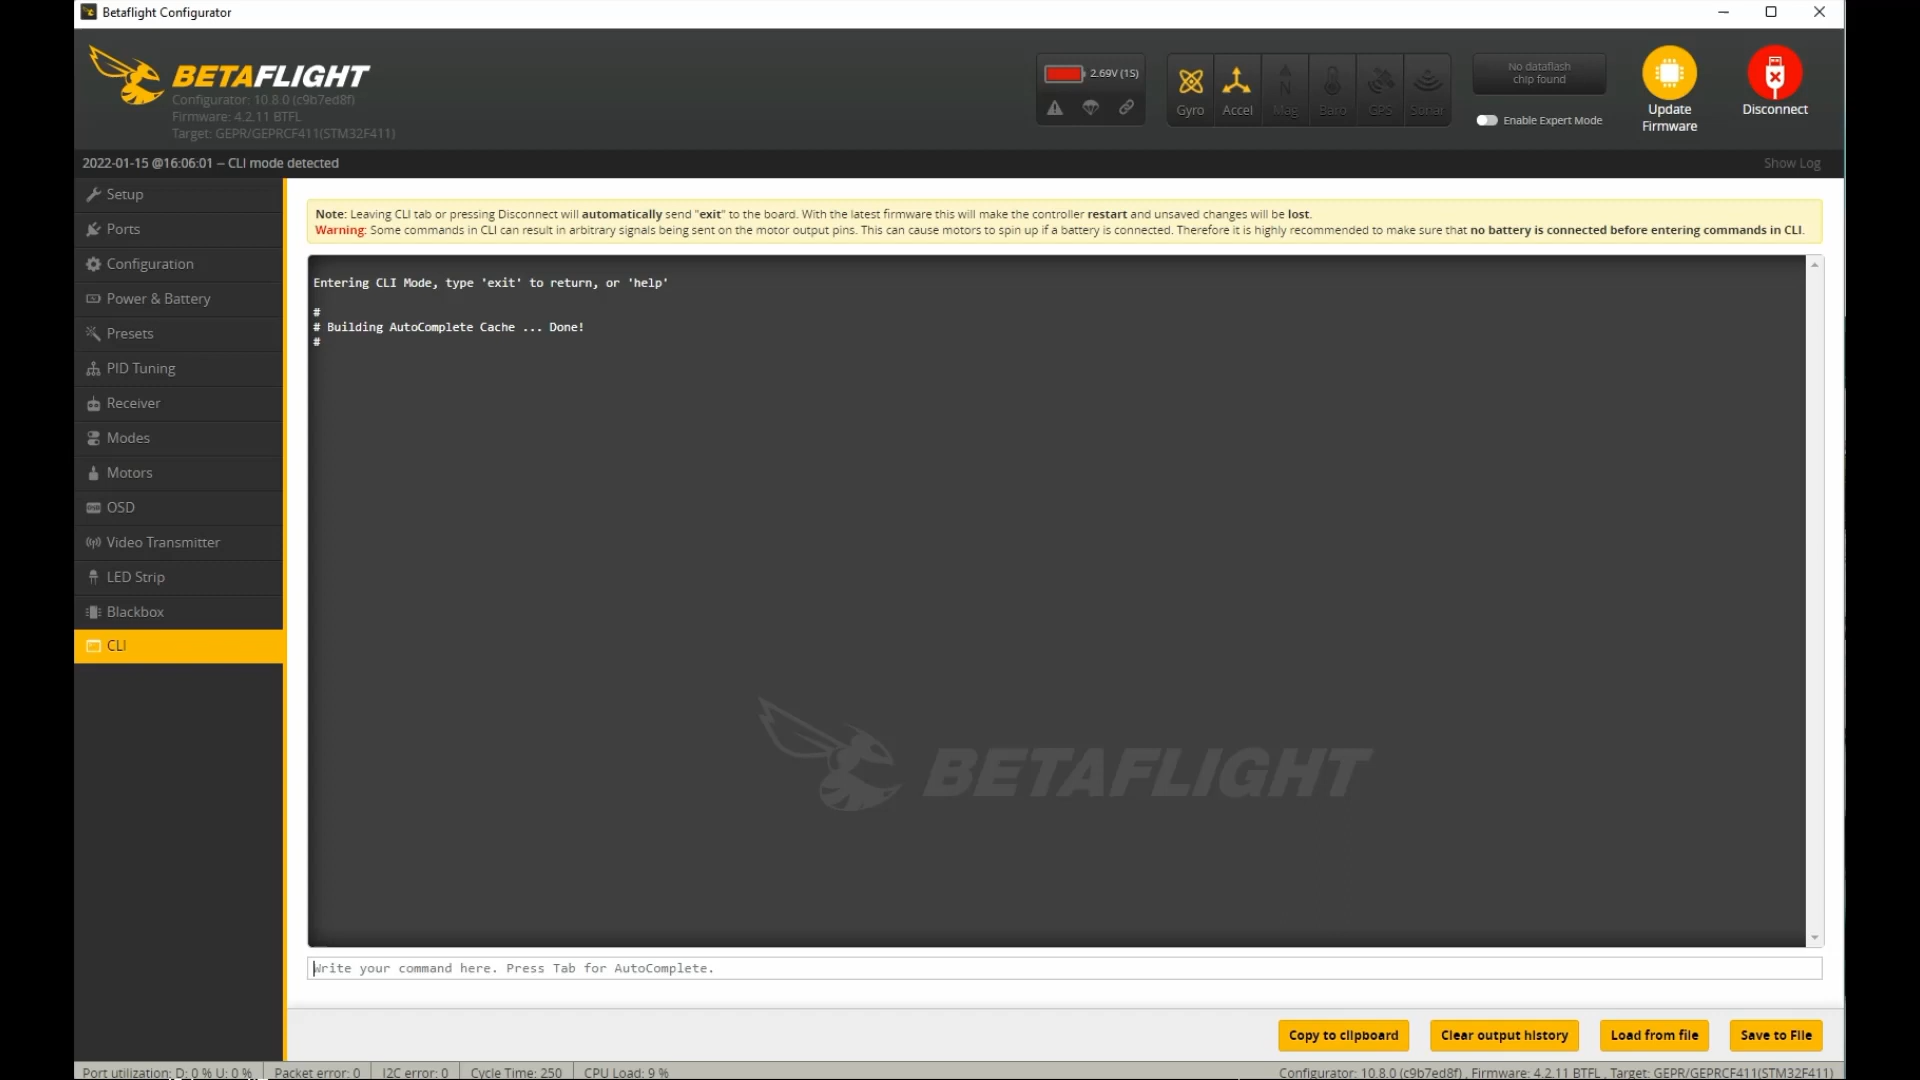 Betaflight Configurator
BETAFLIGHT
Configurator: 10.8.0 (c9b7ed8f)
Firmware: 4.2.11 BTFL
Target: GEPR/GEPRCF411(STM32F411)
2.69V (1S)
Gyro Accel Mag Baro GPS Sonar
No dataflash
chip found
Enable Expert Mode
Update
Firmware
Disconnect
2022-01-15 @16:06:01 -- CLI mode detected
Show Log
Setup
Ports
Configuration
Power & Battery
Presets
PID Tuning
Receiver
Modes
Motors
OSD
Video Transmitter
LED Strip
Blackbox
CLI
Note: Leaving CLI tab or pressing Disconnect will automatically send "exit" to the board. With the latest firmware this will make the controller restart and unsaved changes will be lost.
Warning: Some commands in CLI can result in arbitrary signals being sent on the motor output pins. This can cause motors to spin up if a battery is connected. Therefore it is highly recommended to make sure that no battery is connected before entering commands in CLI.
Entering CLI Mode, type 'exit' to return, or 'help'
#
# Building AutoComplete Cache ... Done!
#
BETAFLIGHT
Write your command here. Press Tab for AutoComplete.
Copy to clipboard
Clear output history
Load from file
Save to File
Port utilization: D: 0 % U: 0 %
Packet error: 0
I2C error: 0
Cycle Time: 250
CPU Load: 9 %
Configurator: 10.8.0 (c9b7ed8f) , Firmware: 4.2.11 BTFL , Target: GEPR/GEPRCF411(STM32F411)